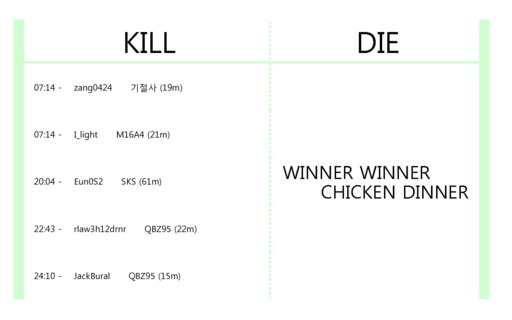 KILL
DIE
07:14 - zang0424 기절사 (19m)
07:14 - I_light M16A4 (21m)
20:04 - Eun0S2 SKS (61m)
22:43 - rlaw3h12drnr QBZ95 (22m)
24:10 - JackBural QBZ95 (15m)
WINNER WINNER
CHICKEN DINNER